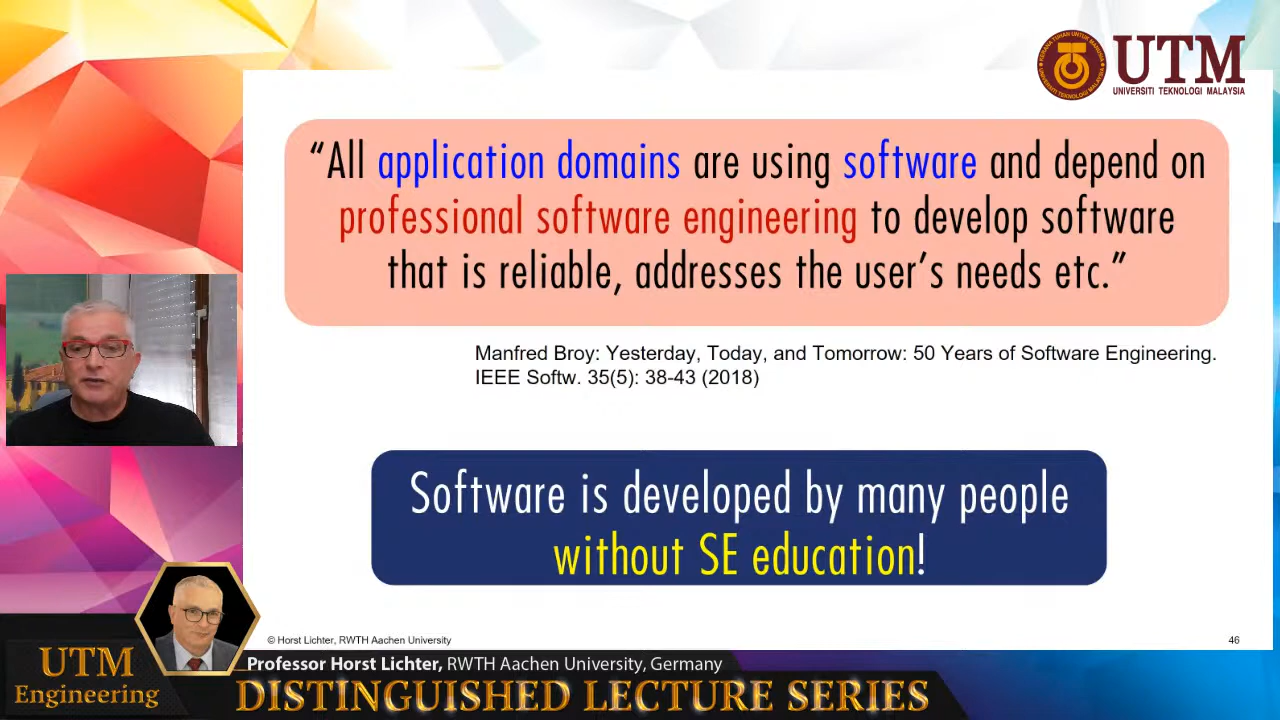 UTM
UNIVERSITI TEKNOLOGI MALAYSIA
“All application domains are using software and depend on
professional software engineering to develop software
that is reliable, addresses the user’s needs etc.”
Manfred Broy: Yesterday, Today, and Tomorrow: 50 Years of Software Engineering.
IEEE Softw. 35(5): 38-43 (2018)
Software is developed by many people
without SE education!
© Horst Lichter, RWTH Aachen University
46
UTM
Engineering
Professor Horst Lichter, RWTH Aachen University, Germany
DISTINGUISHED LECTURE SERIES